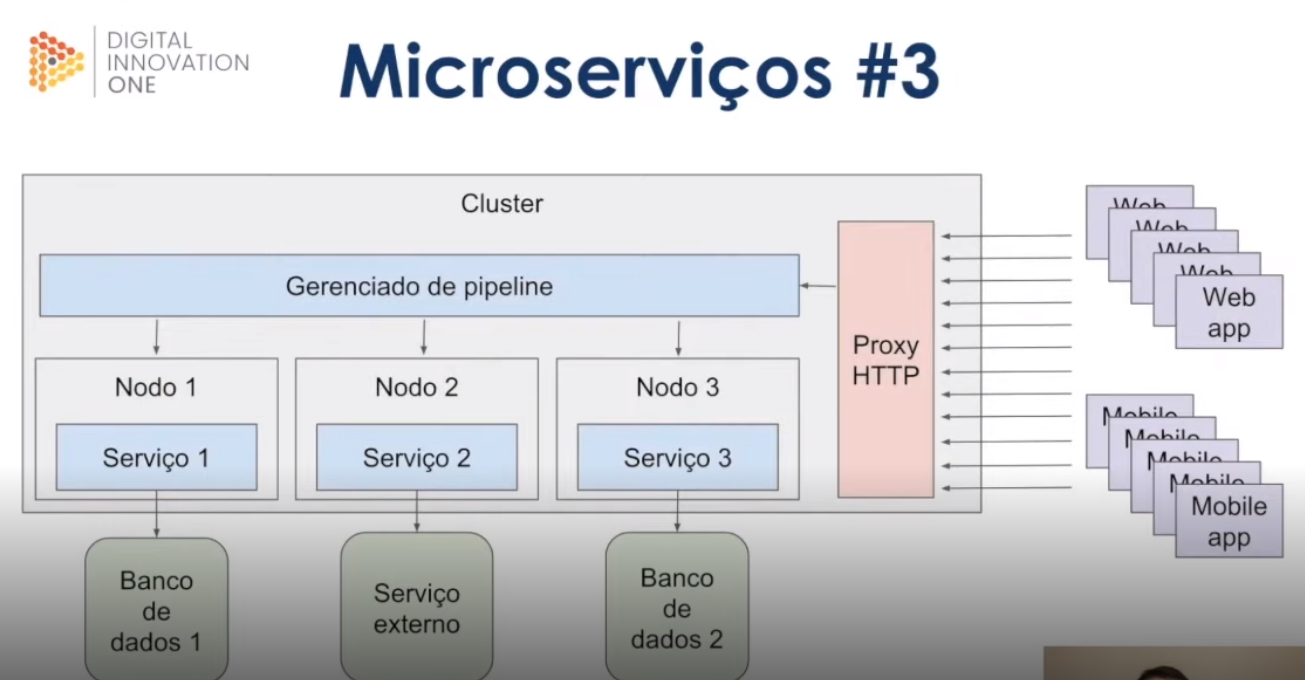 DIGITAL
INNOVATION
ONE
Microserviços #3
Cluster
Gerenciado de pipeline
Proxy
HTTP
Nodo 1
Nodo 2
Nodo 3
Serviço 1
Serviço 2
Serviço 3
Banco
de
dados 1
Serviço
externo
Banco
de
dados 2
Web
Web
Web
Web
Web
app
Mobile
Mobile
Mobile
Mobile
Mobile
app